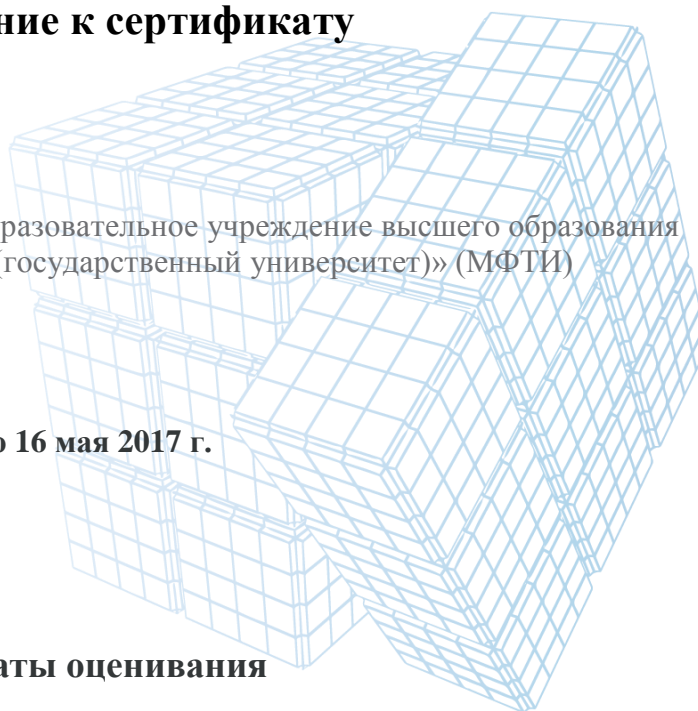 ние к сертификату
разовательное учреждение высшего образования
(государственный университет)» (МФТИ)
о 16 мая 2017 г.
аты оценивания